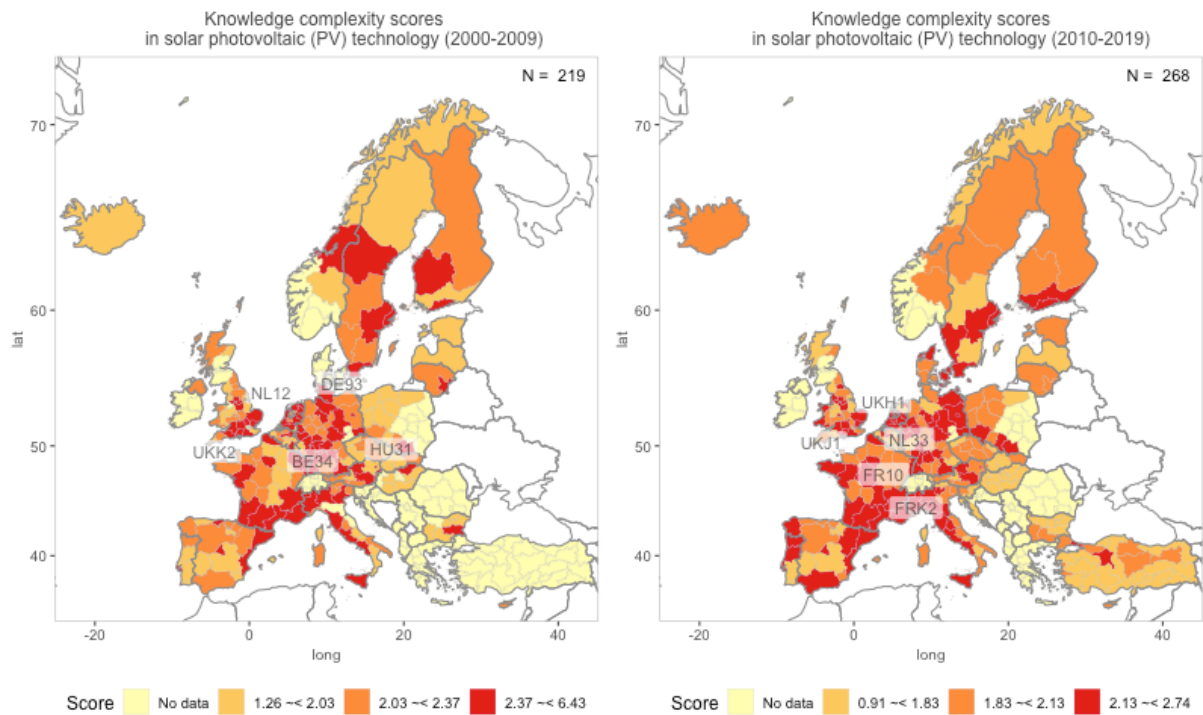 Knowledge complexity scores
in solar photovoltaic (PV) technology (2000-2009)
N = 219
70
60
50
40
lat
NL12
DE93
UKK2
BE34
HU31
-20
0
20
40
long
Score
No data
1.26 ~< 2.03
2.03 ~< 2.37
2.37 ~< 6.43
Knowledge complexity scores
in solar photovoltaic (PV) technology (2010-2019)
N = 268
70
60
50
40
lat
UKH1
UKJ1
NL33
FR10
FRK2
-20
0
20
40
long
Score
No data
0.91 ~< 1.83
1.83 ~< 2.13
2.13 ~< 2.74